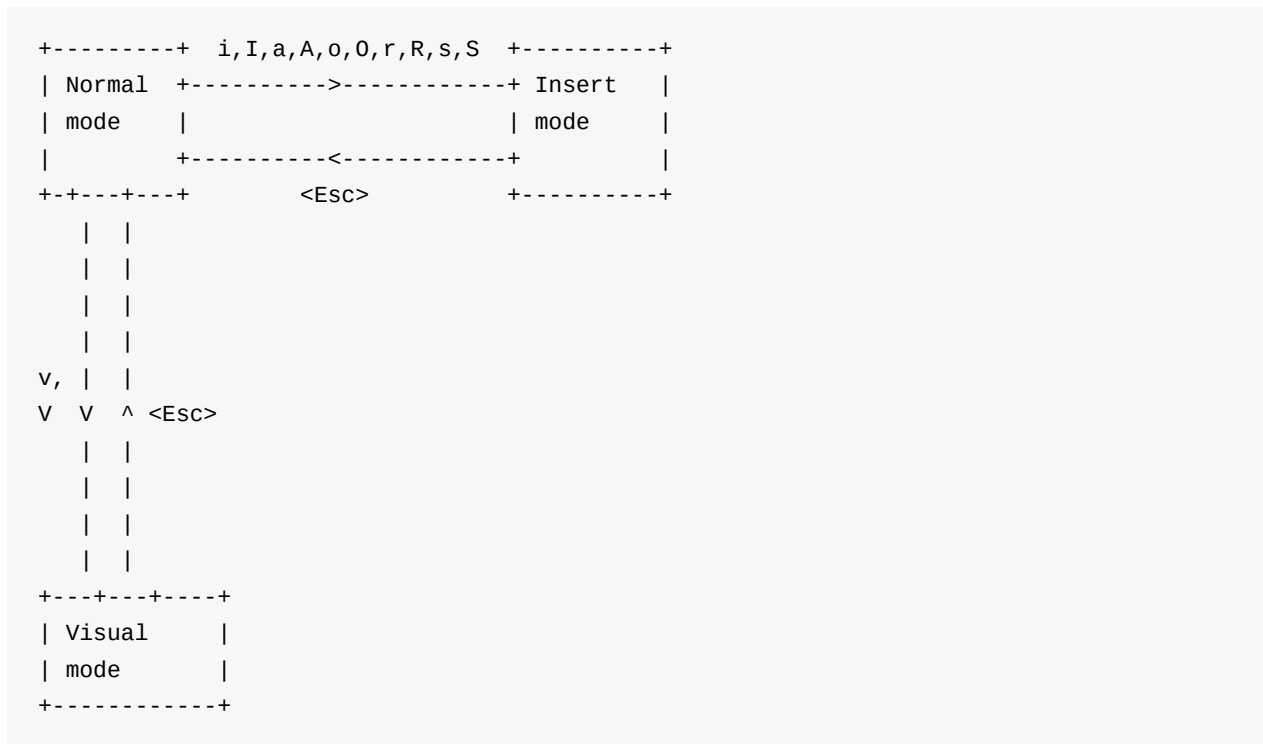 +---------+  i,I,a,A,o,O,r,R,s,S  +----------+
| Normal  +---------->------------+ Insert   |
| mode    |                       | mode     |
|         +----------<------------+          |
+-+---+---+        <Esc>          +----------+
   |  |
   |  |
   |  |
   |  |
v, |  |
V  V  ^ <Esc>
   |  |
   |  |
   |  |
   |  |
+---+---+----+
| Visual     |
| mode       |
+------------+